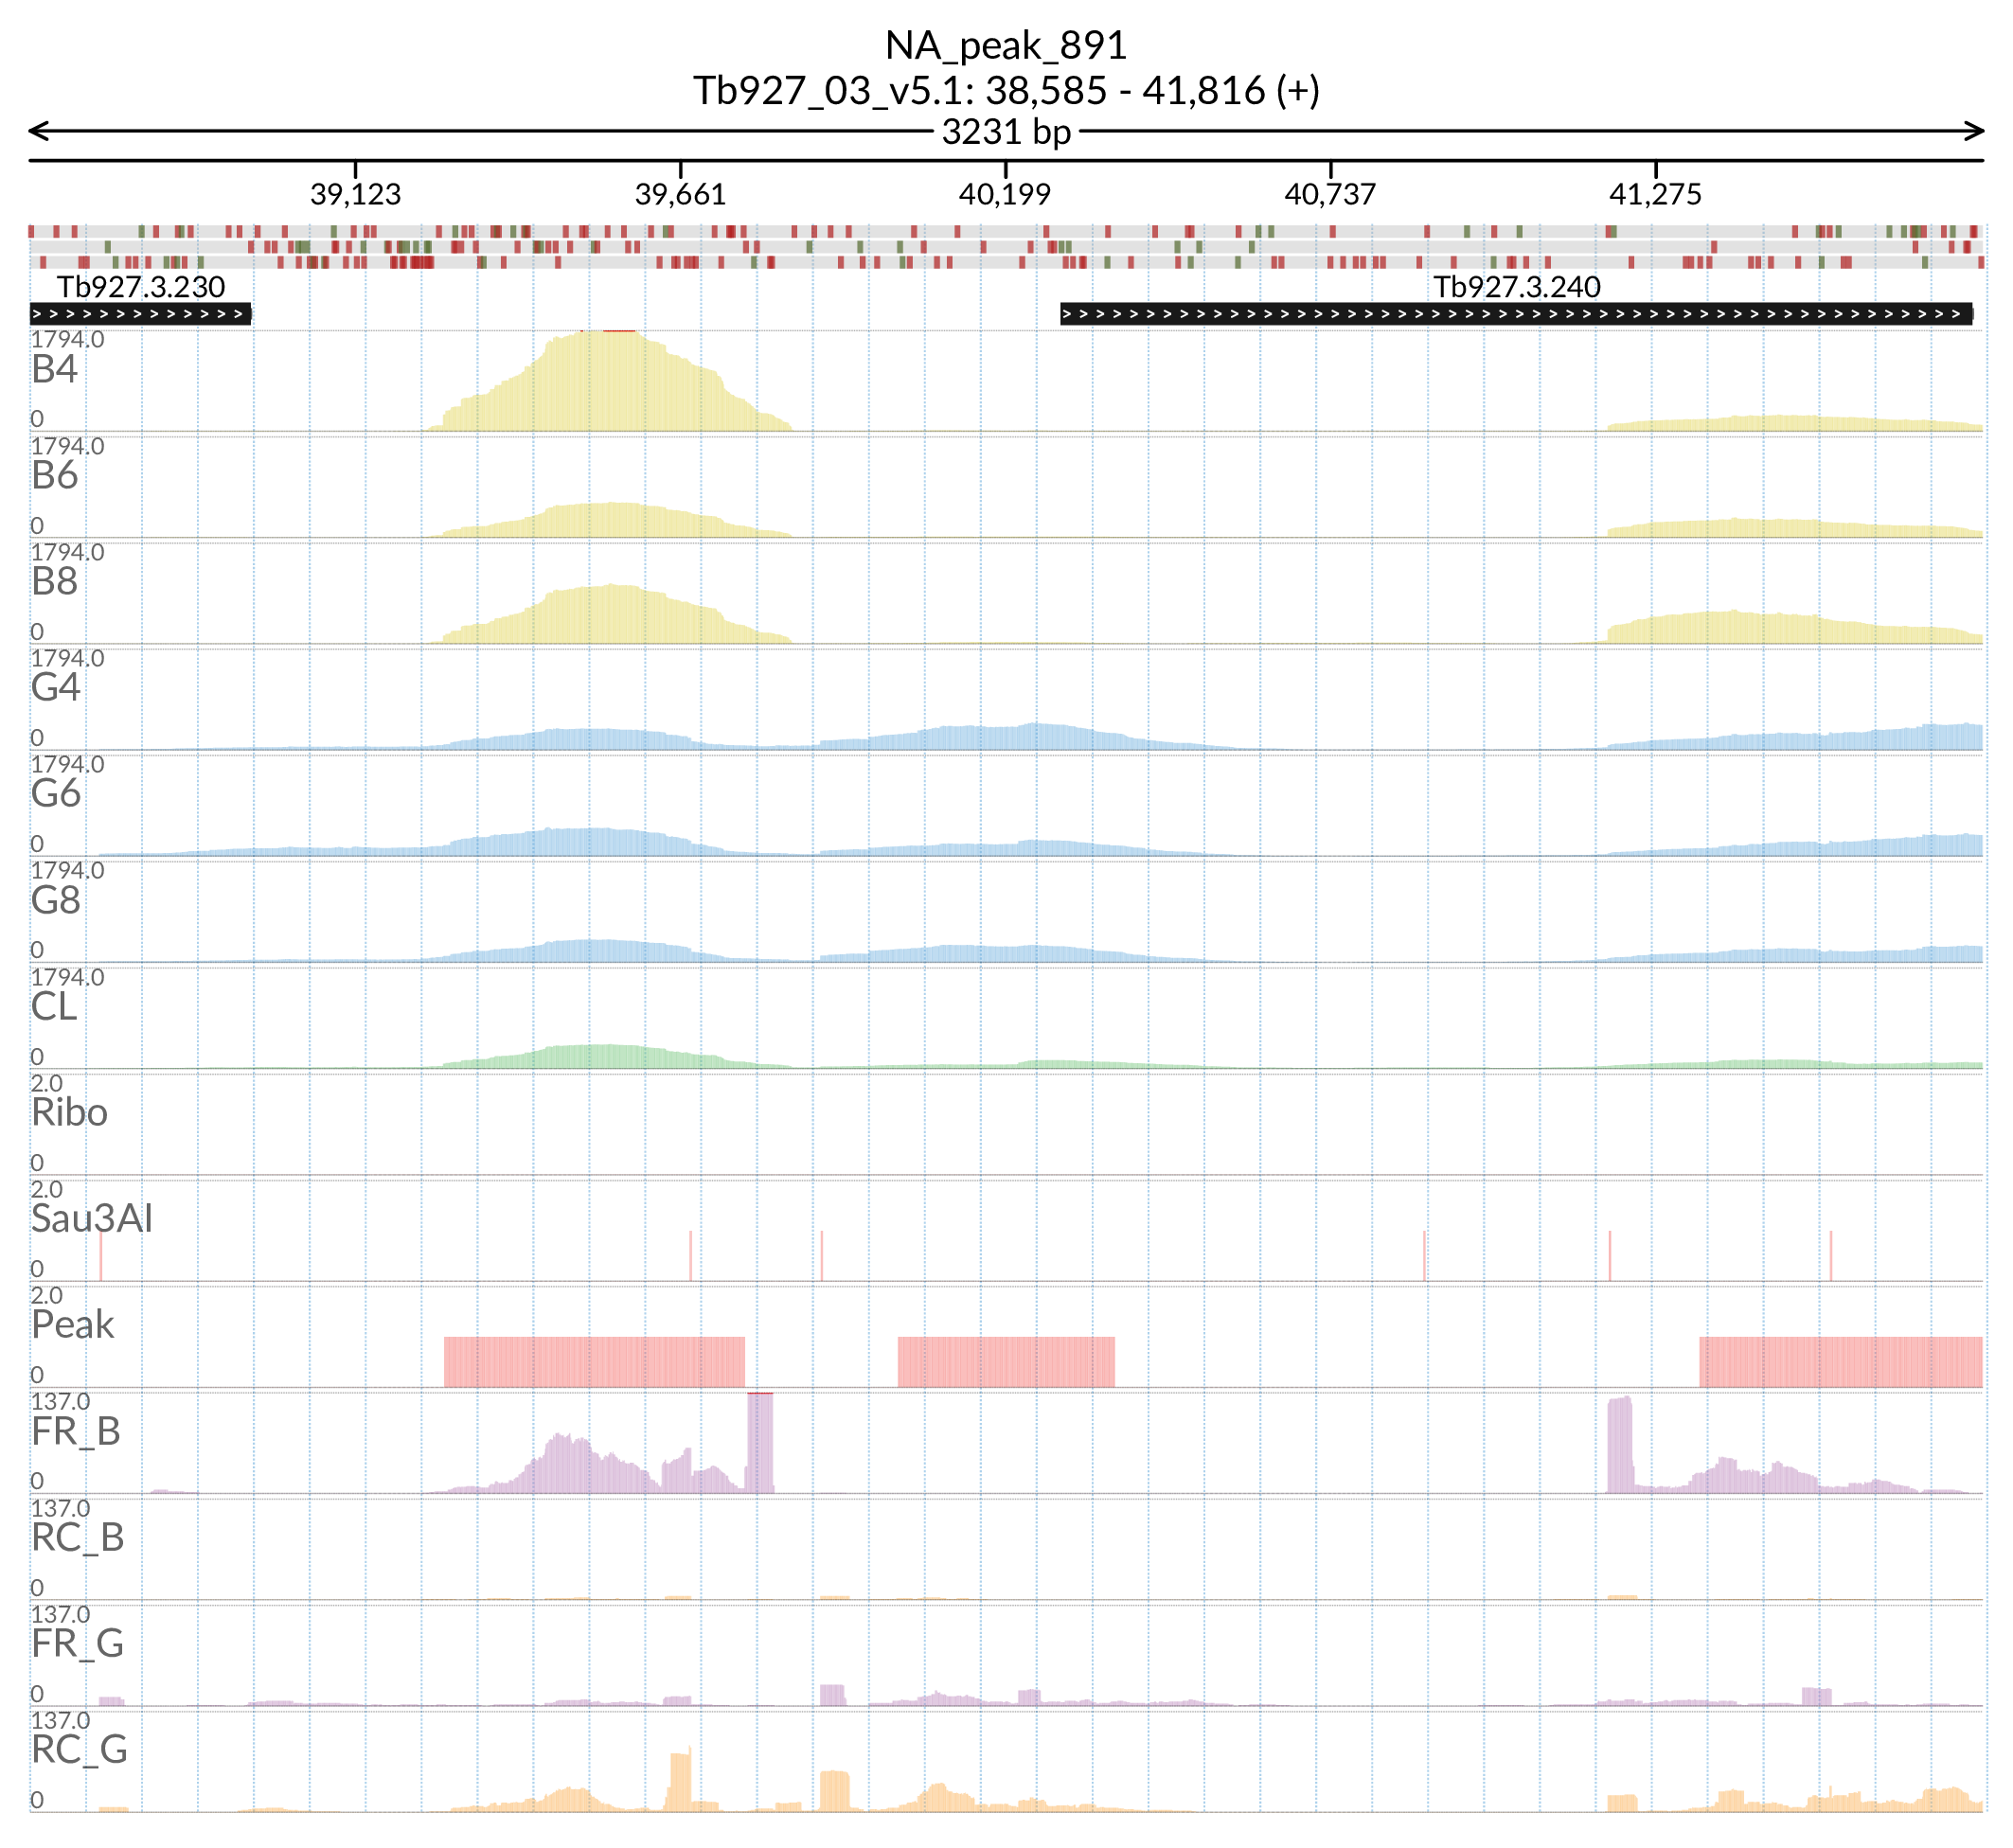 NA_peak_891
Tb927_03_v5.1: 38,585 - 41,816 (+)
3231 bp
39,123 39,661 40,199 40,737 41,275
Tb927.3.230 Tb927.3.240
1794.0
B4
0
1794.0
B6
0
1794.0
B8
0
1794.0
G4
0
1794.0
G6
0
1794.0
G8
0
1794.0
CL
0
2.0
Ribo
0
2.0
Sau3AI
0
2.0
Peak
0
137.0
FR_B
0
137.0
RC_B
0
137.0
FR_G
0
137.0
RC_G
0